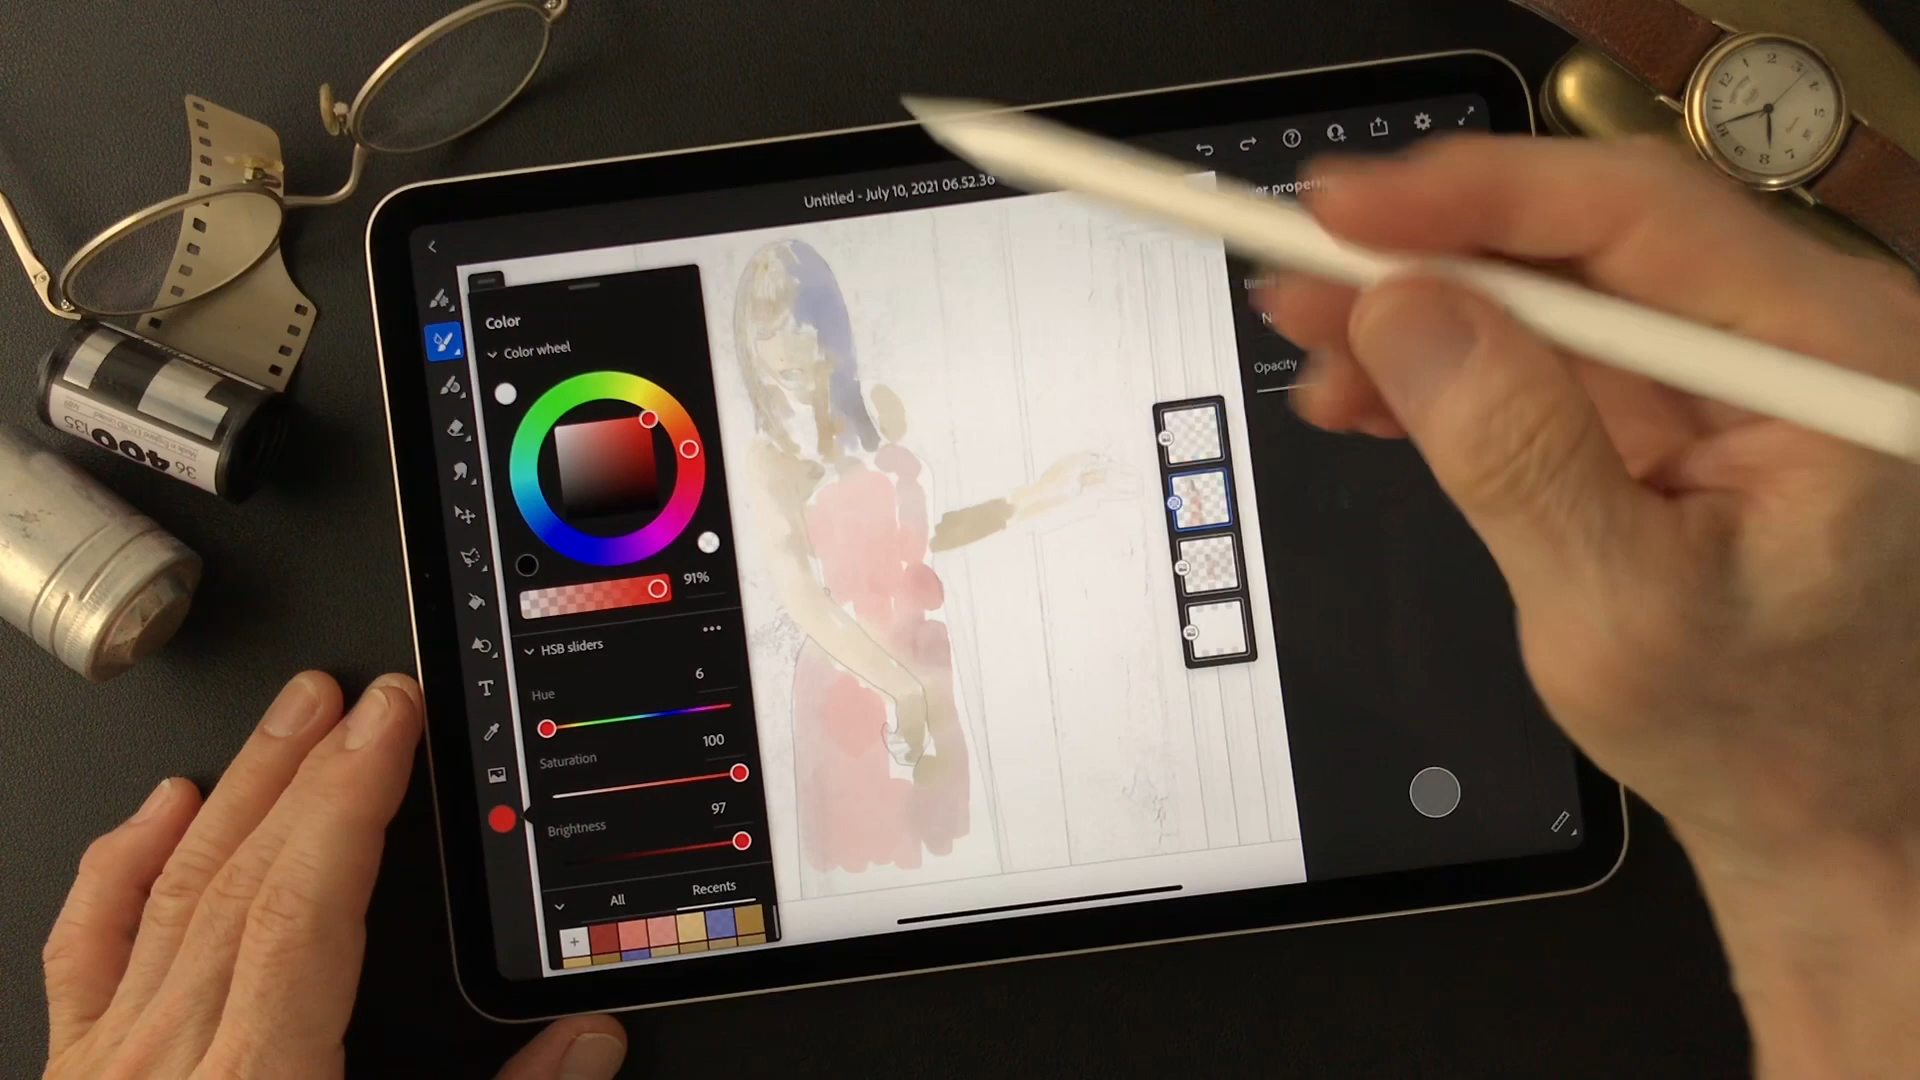 Untitled - July 10, 2021 06.52.36
Color
Color wheel
91%
HSB sliders
Hue
6
Saturation
100
Brightness
97
All
Recents
Opacity
T
400
36
135